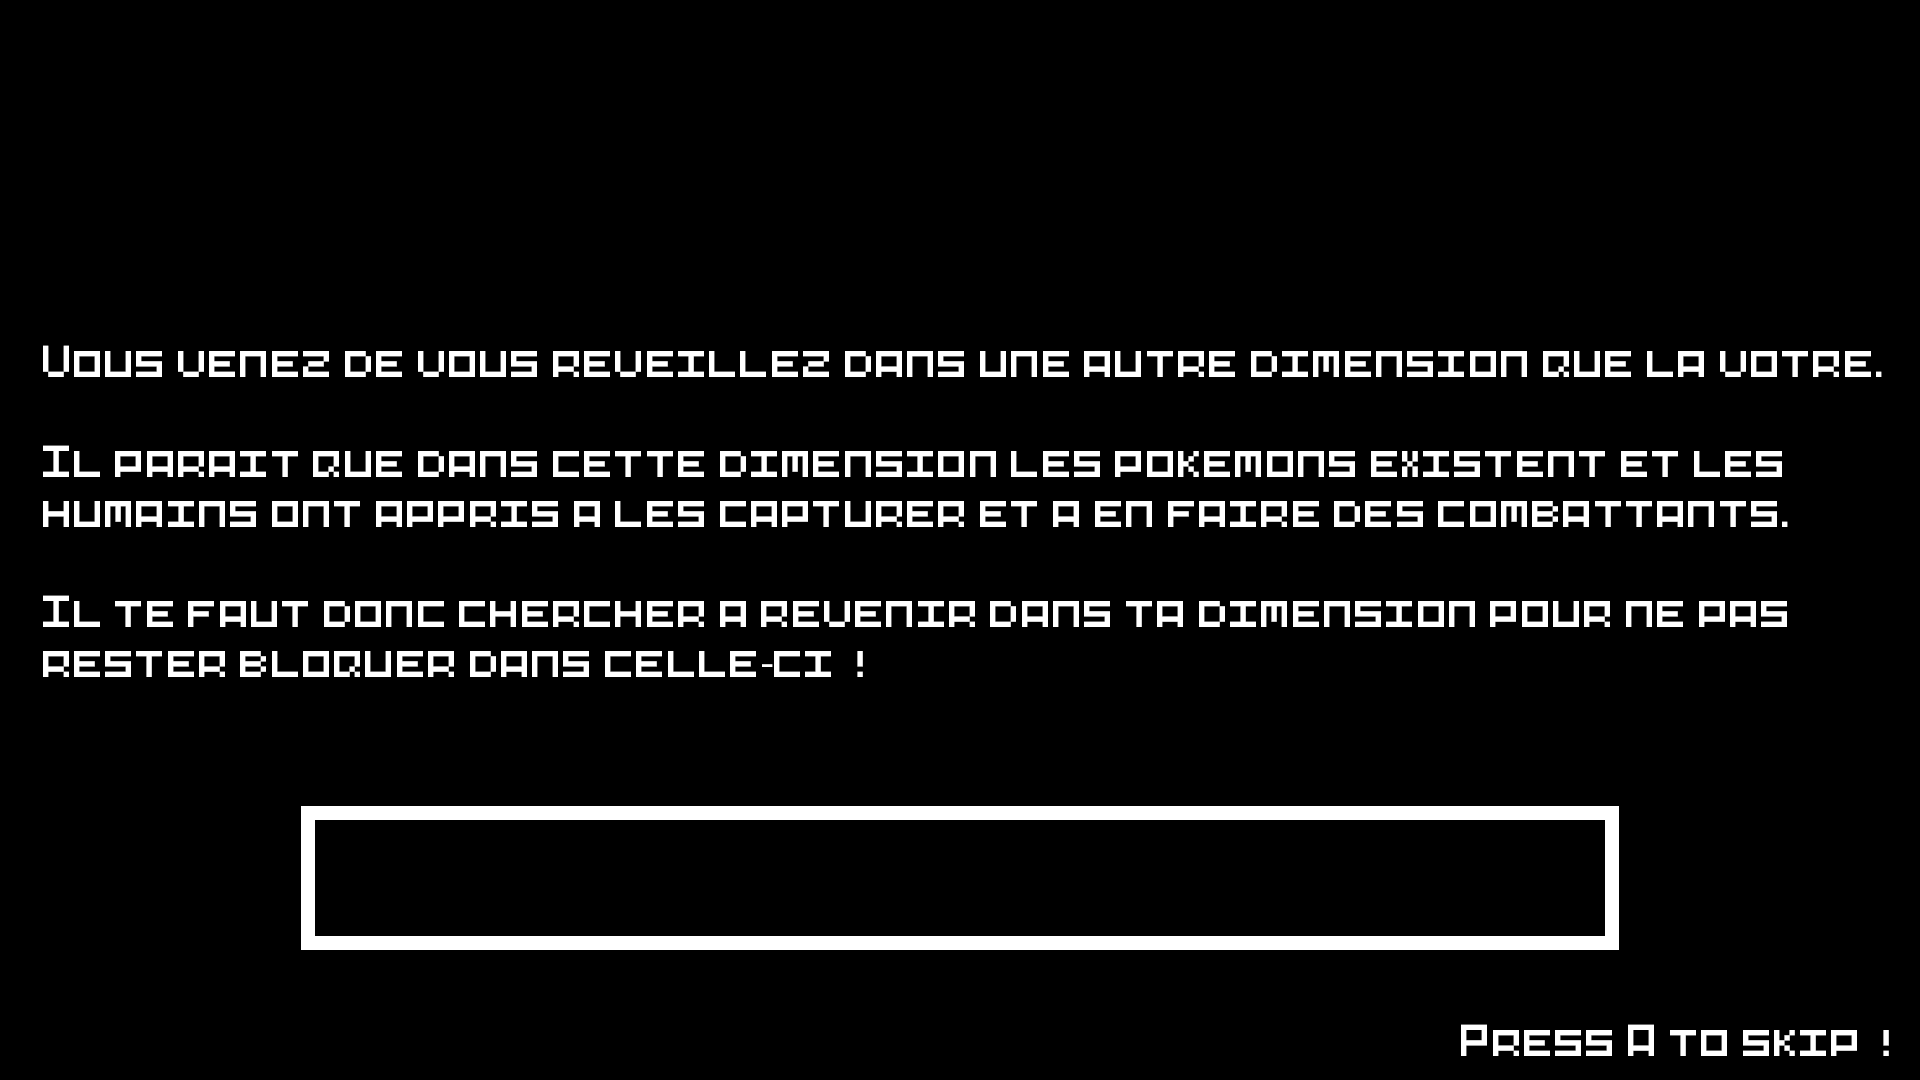 Vous venez de vous reveillez dans une autre dimension que la votre.
Il parait que dans cette dimension les pokemons existent et les
humains ont appris a les capturer et a en faire des combattants.
Il te faut donc chercher a revenir dans ta dimension pour ne pas
rester bloquer dans celle-ci !
Press A to skip !